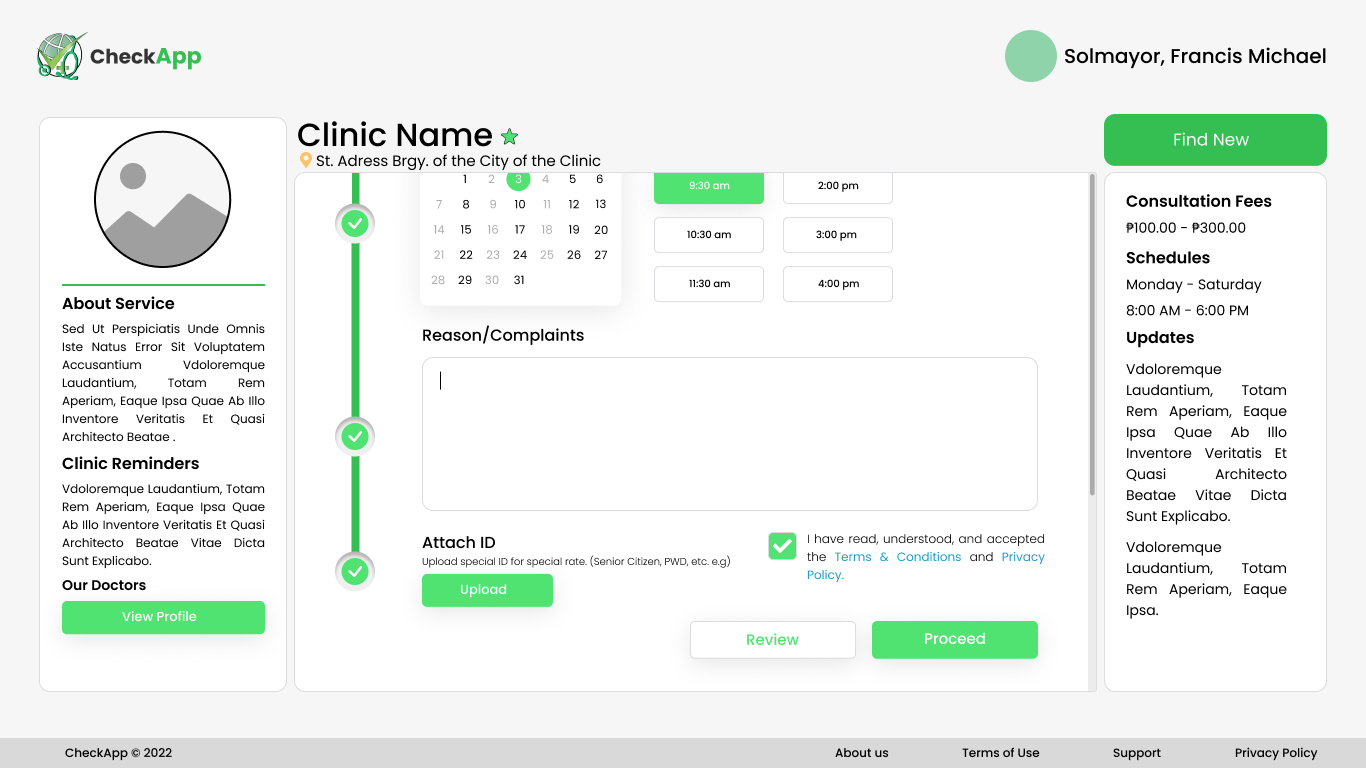 CheckApp
Solmayor, Francis Michael
About Service
Sed Ut Perspiciatis Unde Omnis
Iste Natus Error Sit Voluptatem
Accusantium Vdoloremque
Laudantium, Totam Rem
Aperiam, Eaque Ipsa Quae Ab Illo
Inventore Veritatis Et Quasi
Architecto Beatae .
Clinic Reminders
Vdoloremque Laudantium, Totam
Rem Aperiam, Eaque Ipsa Quae
Ab Illo Inventore Veritatis Et Quasi
Architecto Beatae Vitae Dicta
Sunt Explicabo.
Our Doctors
View Profile
Clinic Name
St. Adress Brgy. of the City of the Clinic
1 2 3 4 5 6
7 8 9 10 11 12 13
14 15 16 17 18 19 20
21 22 23 24 25 26 27
28 29 30 31
9:30 am 2:00 pm
10:30 am 3:00 pm
11:30 am 4:00 pm
Reason/Complaints
Attach ID
Upload special ID for special rate. (Senior Citizen, PWD, etc. e.g)
Upload
I have read, understood, and accepted
the Terms & Conditions and Privacy
Policy.
Review Proceed
Find New
Consultation Fees
₱100.00 - ₱300.00
Schedules
Monday - Saturday
8:00 AM - 6:00 PM
Updates
Vdoloremque
Laudantium, Totam
Rem Aperiam, Eaque
Ipsa Quae Ab Illo
Inventore Veritatis Et
Quasi Architecto
Beatae Vitae Dicta
Sunt Explicabo.
Vdoloremque
Laudantium, Totam
Rem Aperiam, Eaque
Ipsa.
CheckApp © 2022 About us Terms of Use Support Privacy Policy